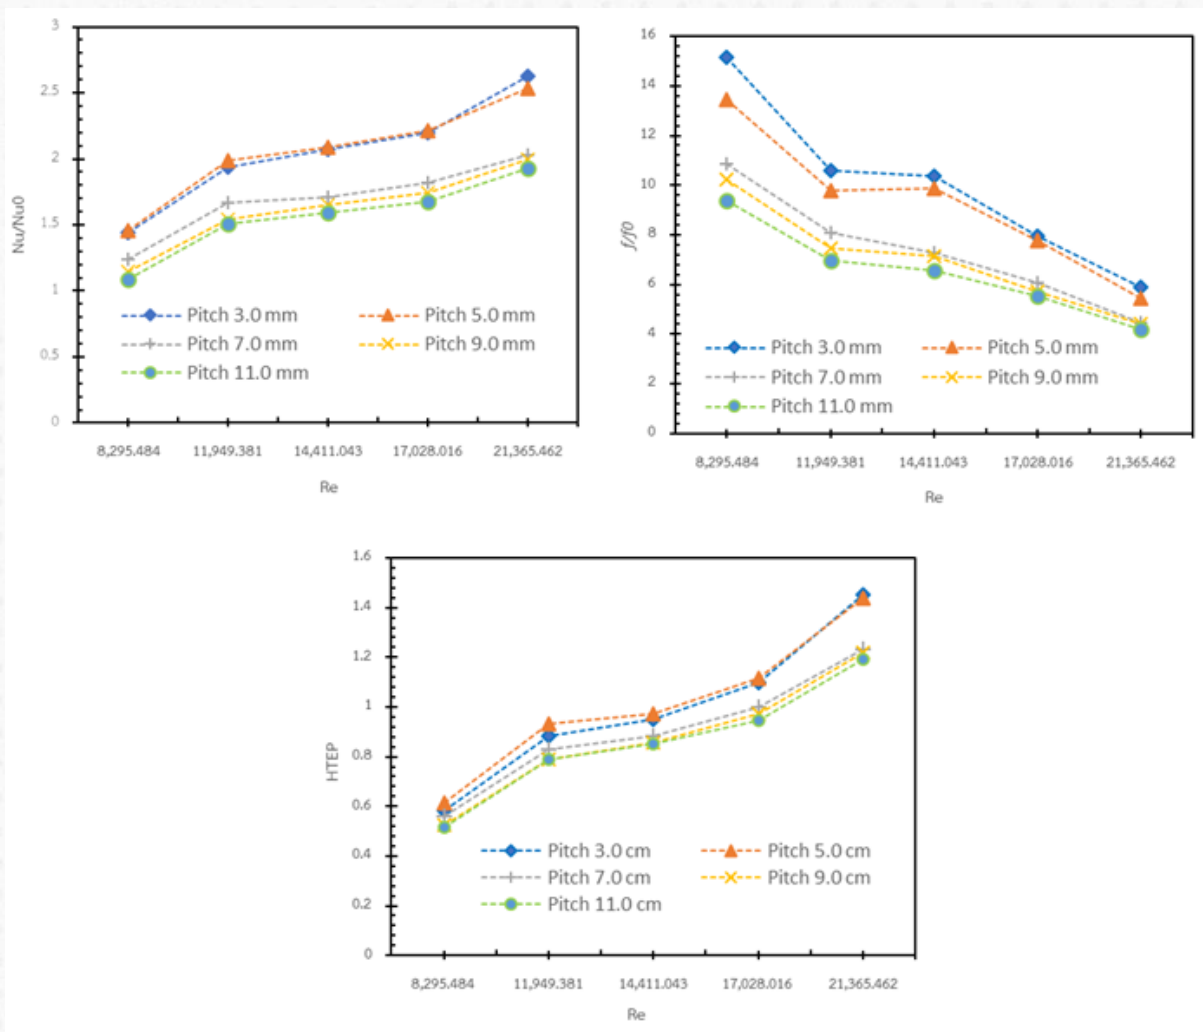 3
2.5
2
1.5
1
0.5
0
Nu/Nu0
Pitch 3.0 mm
Pitch 5.0 mm
Pitch 7.0 mm
Pitch 9.0 mm
Pitch 11.0 mm
8,295.484 11,949.381 14,411.043 17,028.016 21,365.462
Re
16
14
12
10
8
6
4
2
0
f/f0
Pitch 3.0 mm
Pitch 5.0 mm
Pitch 7.0 mm
Pitch 9.0 mm
Pitch 11.0 mm
8,295.484 11,949.381 14,411.043 17,028.016 21,365.462
Re
1.6
1.4
1.2
1
0.8
0.6
0.4
0.2
0
HTEP
Pitch 3.0 cm
Pitch 5.0 cm
Pitch 7.0 cm
Pitch 9.0 cm
Pitch 11.0 cm
8,295.484 11,949.381 14,411.043 17,028.016 21,365.462
Re